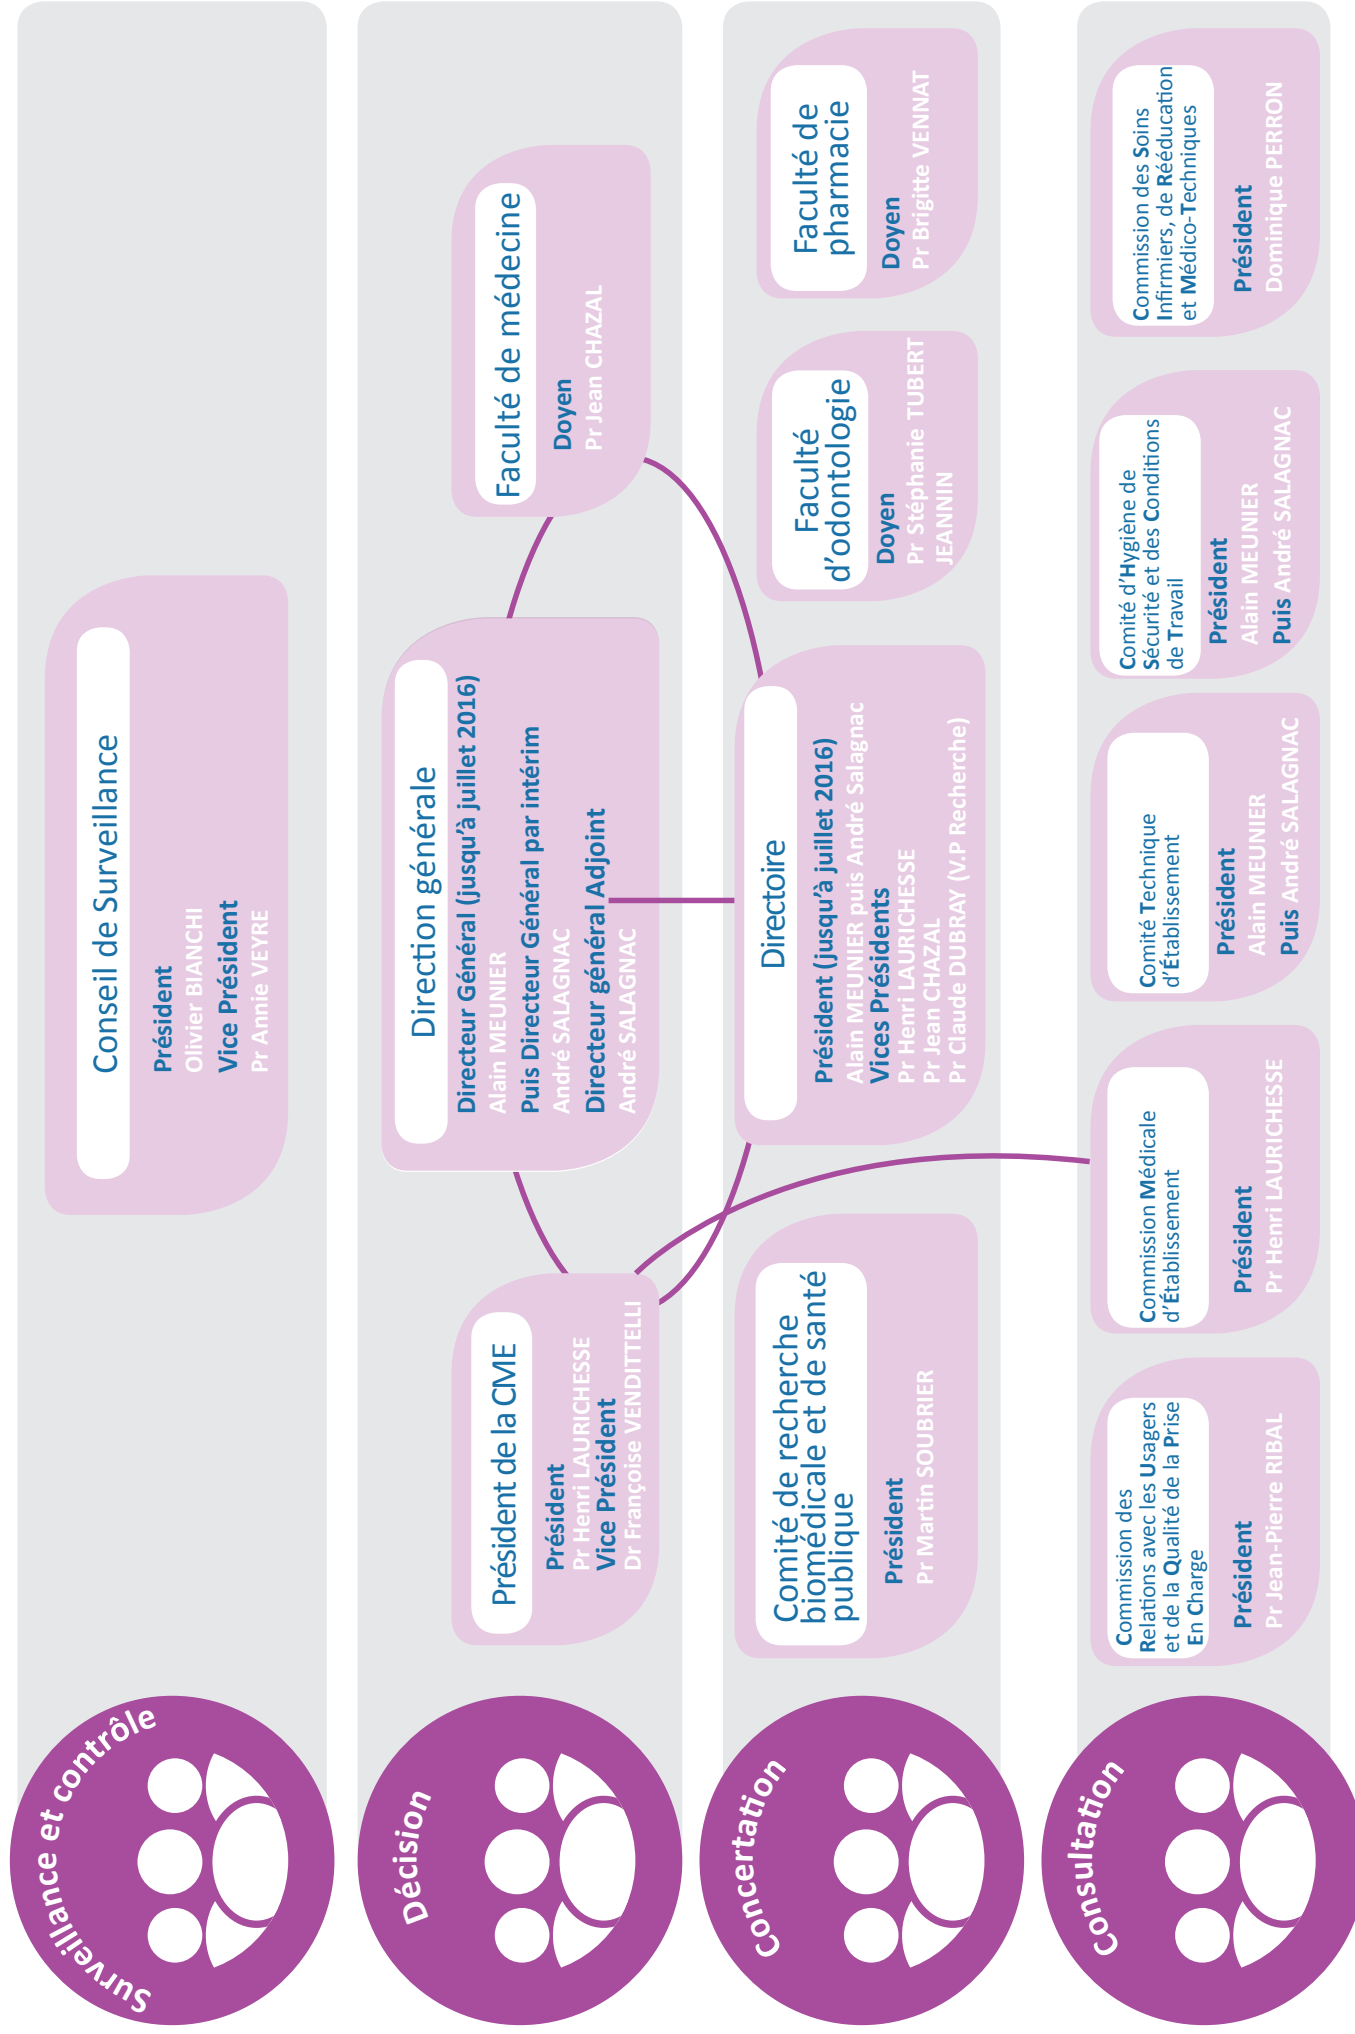 Surveillance et contrôle
Conseil de Surveillance
Président
Olivier BIANCHI
Vice Président
Pr Annie VEYRE
Décision
Président de la CME
Président
Pr Henri LAURICHESSE
Vice Président
Dr Françoise VENDITTELLI
Direction générale
Directeur Général (jusqu'à juillet 2016)
Alain MEUNIER
Puis Directeur Général par intérim
André SALAGNAC
Directeur général Adjoint
André SALAGNAC
Faculté de médecine
Doyen
Pr Jean CHAZAL
Concertation
Comité de recherche
biomédicale et de santé
publique
Président
Pr Martin SOUBRIER
Directoire
Président (jusqu'à juillet 2016)
Alain MEUNIER puis André Salagnac
Vices Présidents
Pr Henri LAURICHESSE
Pr Jean CHAZAL
Pr Claude DUBRAY (V.P Recherche)
Faculté
d'odontologie
Doyen
Pr Stéphanie TUBERT
JEANNIN
Faculté de
pharmacie
Doyen
Pr Brigitte VENNAT
Consultation
Commission des
Relations avec les Usagers
et de la Qualité de la Prise
En Charge
Président
Pr Jean-Pierre RIBAL
Commission Médicale
d'Établissement
Président
Pr Henri LAURICHESSE
Comité Technique
d'Établissement
Président
Alain MEUNIER
Puis André SALAGNAC
Comité d'Hygiène de
Sécurité et des Conditions
de Travail
Président
Alain MEUNIER
Puis André SALAGNAC
Commission des Soins
Infirmiers, de Rééducation
et Médico-Techniques
Président
Dominique PERRON